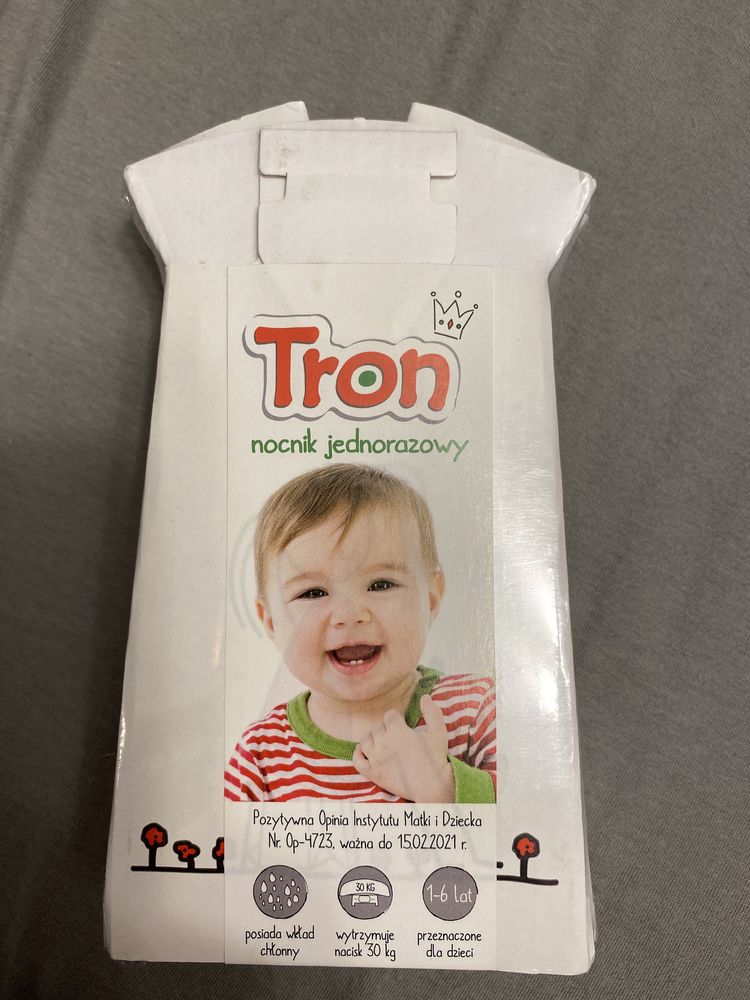 Tron
nocnik jednorazowy
Pozytywna Opinia Instytutu Matki i Dziecka
Nr. Op-4723, ważna do 15.02.2021 r.
30 KG
1-6 lat
posiada wkład
chłonny
wytrzymuje
nacisk 30 kg
przeznaczone
dla dzieci